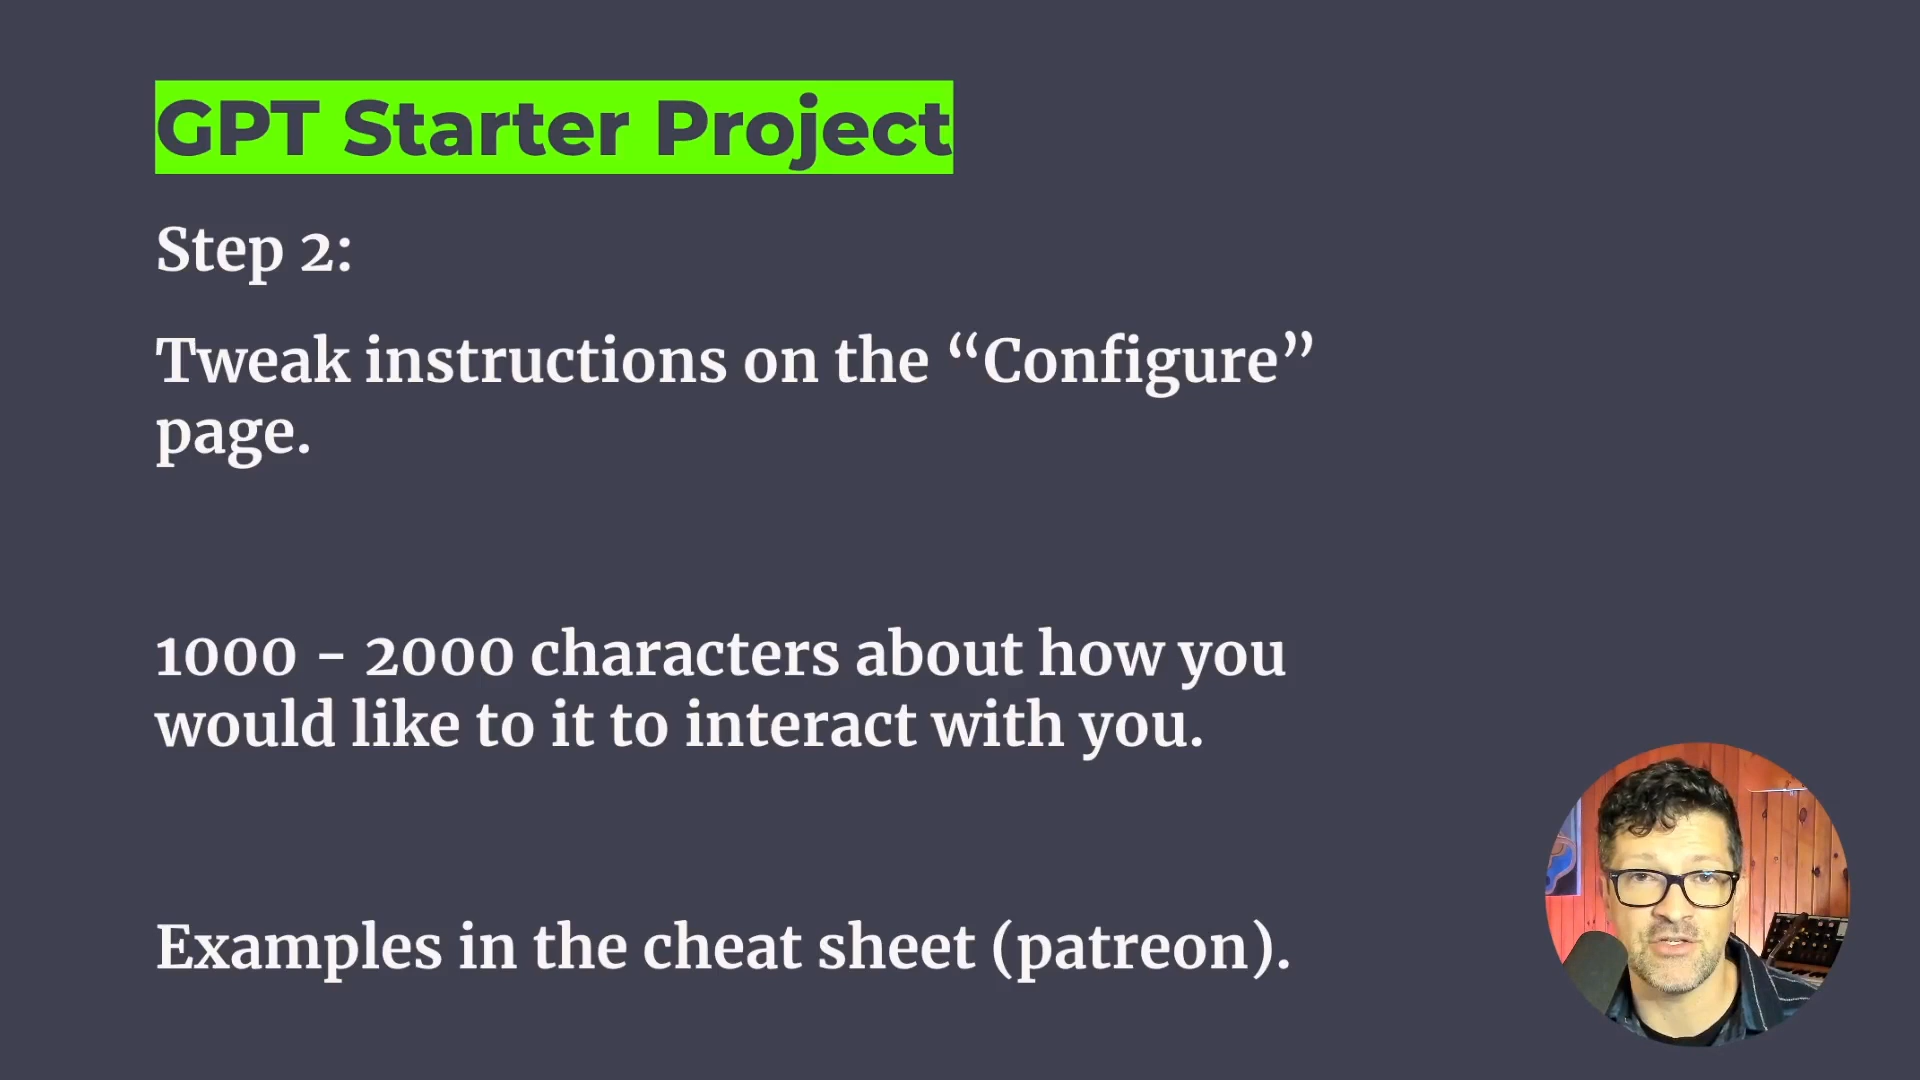 GPT Starter Project
Step 2:
Tweak instructions on the “Configure”
page.
1000 - 2000 characters about how you
would like to it to interact with you.
Examples in the cheat sheet (patreon).